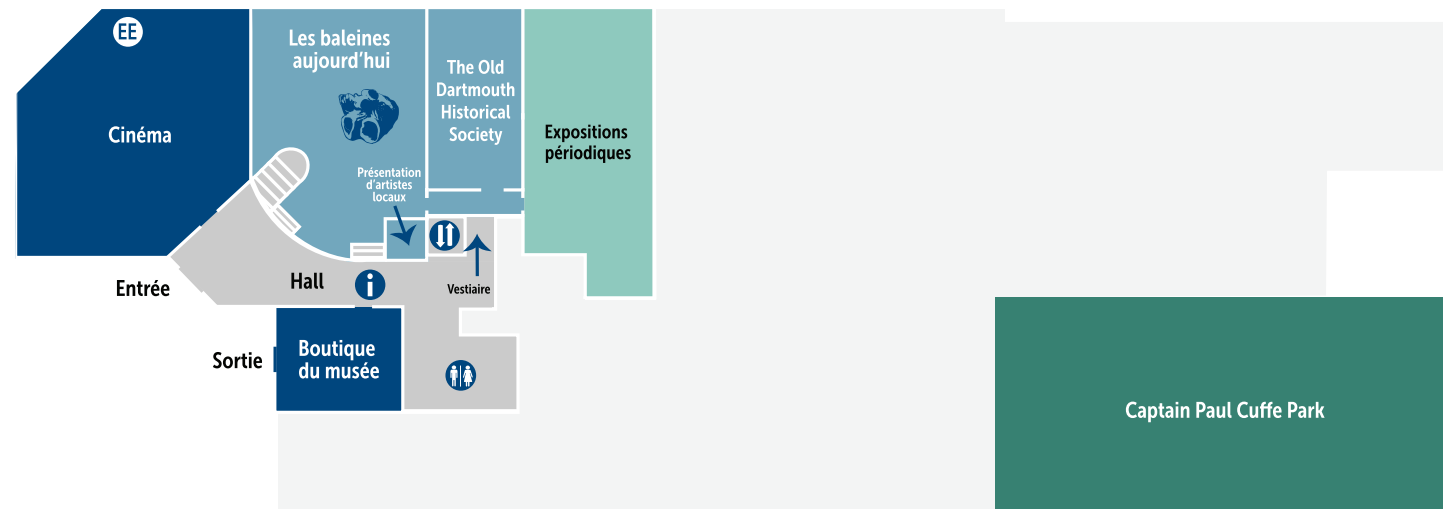 EE
Cinéma
Les baleines
aujourd'hui
The Old
Dartmouth
Historical
Society
Expositions
périodiques
Présentation
d'artistes
locaux
Entrée
Hall
i
Vestiaire
Sortie
Boutique
du musée
Captain Paul Cuffe Park